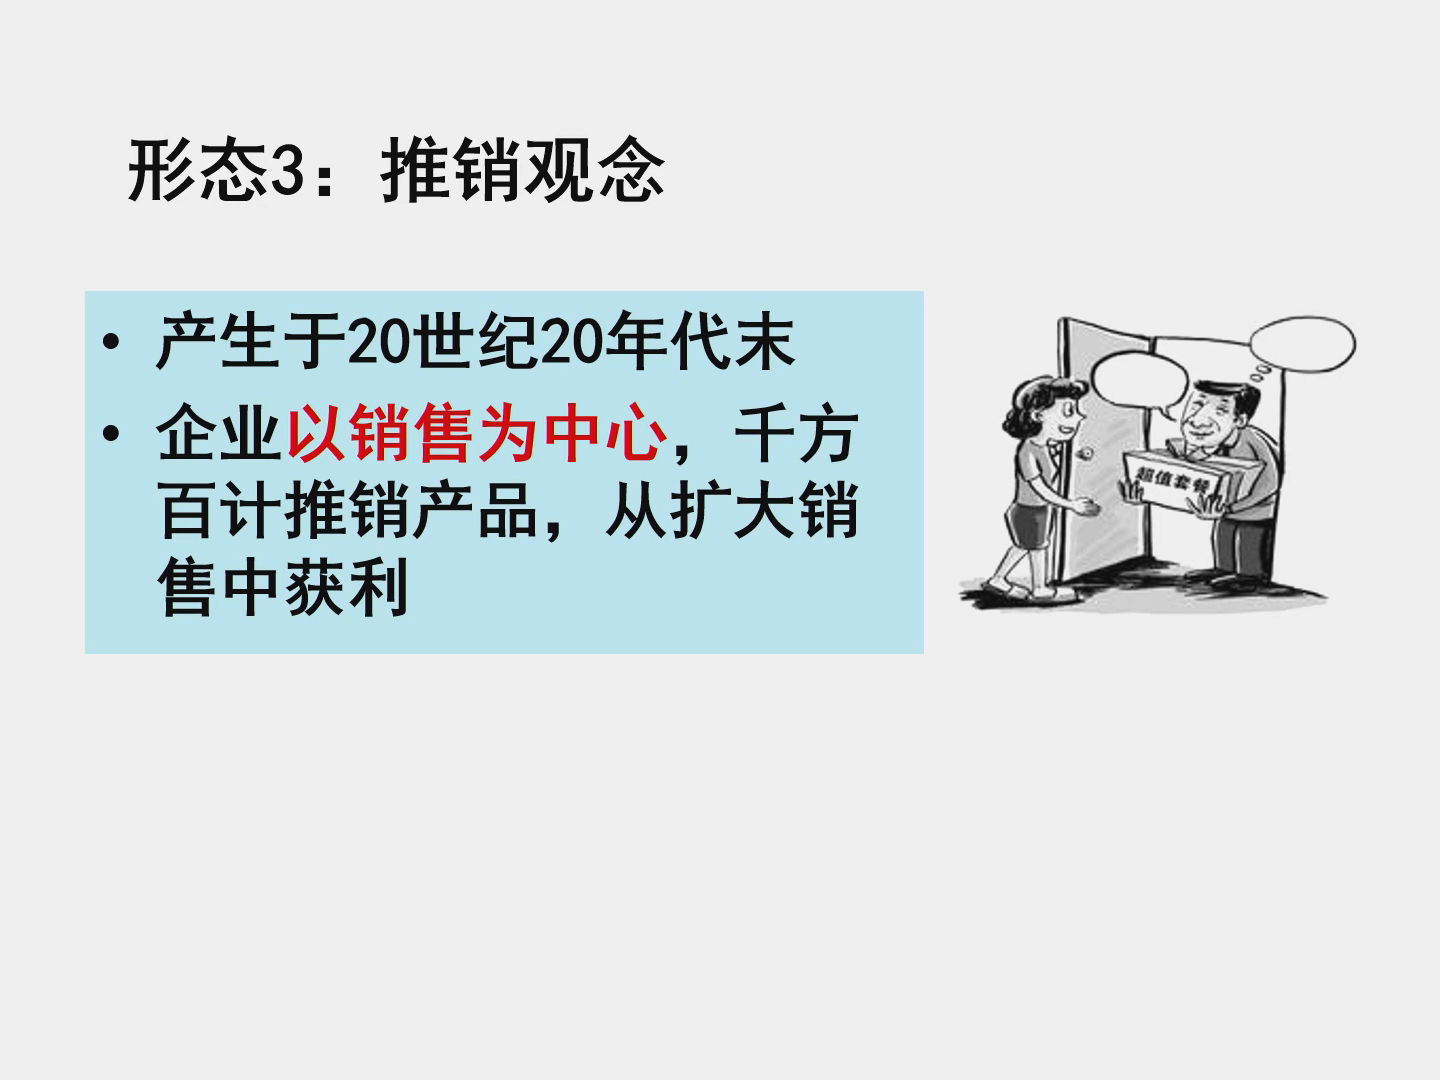 形态3：推销观念
• 产生于20世纪20年代末
• 企业以销售为中心，千方
百计推销产品，从扩大销
售中获利
超值套餐